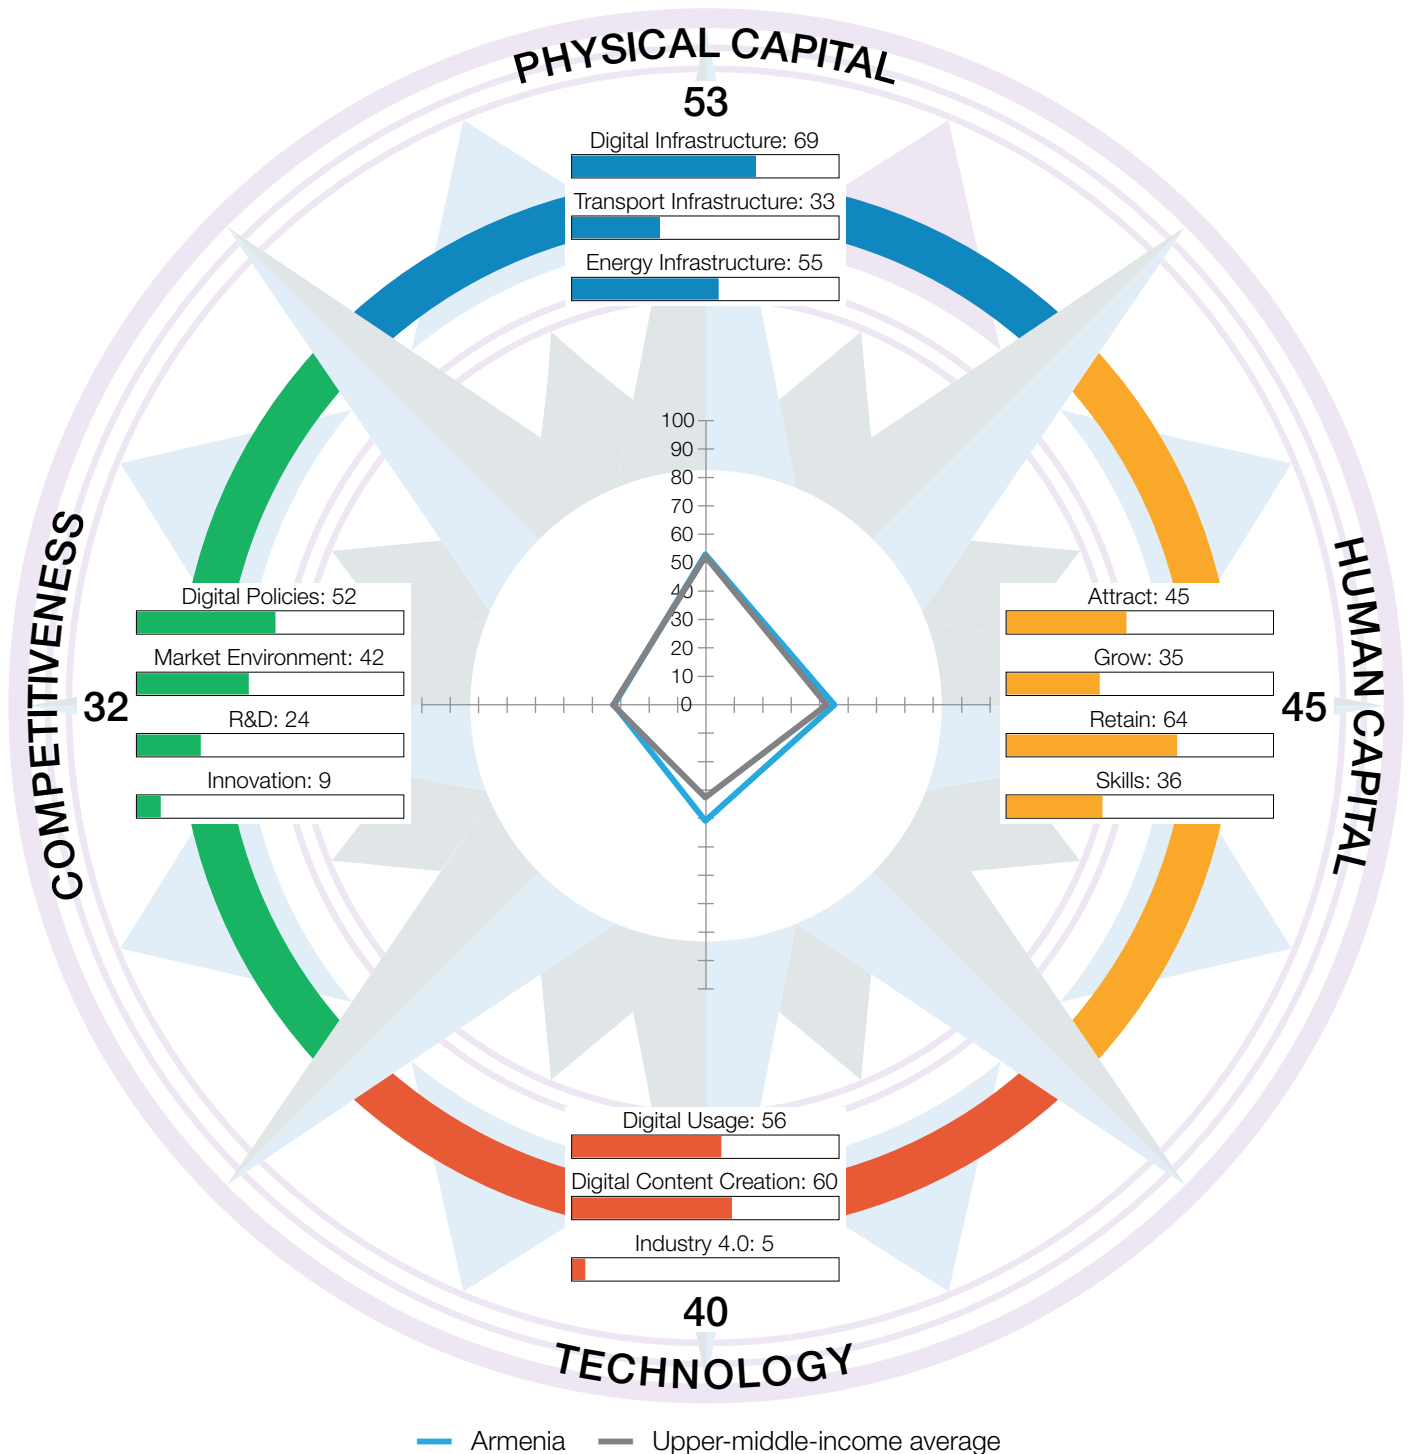 PHYSICAL CAPITAL
53
Digital Infrastructure: 69
Transport Infrastructure: 33
Energy Infrastructure: 55
100
90
80
70
60
50
40
30
20
10
0
COMPETITIVENESS
32
Digital Policies: 52
Market Environment: 42
R&D: 24
Innovation: 9
HUMAN CAPITAL
45
Attract: 45
Grow: 35
Retain: 64
Skills: 36
Digital Usage: 56
Digital Content Creation: 60
Industry 4.0: 5
40
TECHNOLOGY
Armenia
Upper-middle-income average